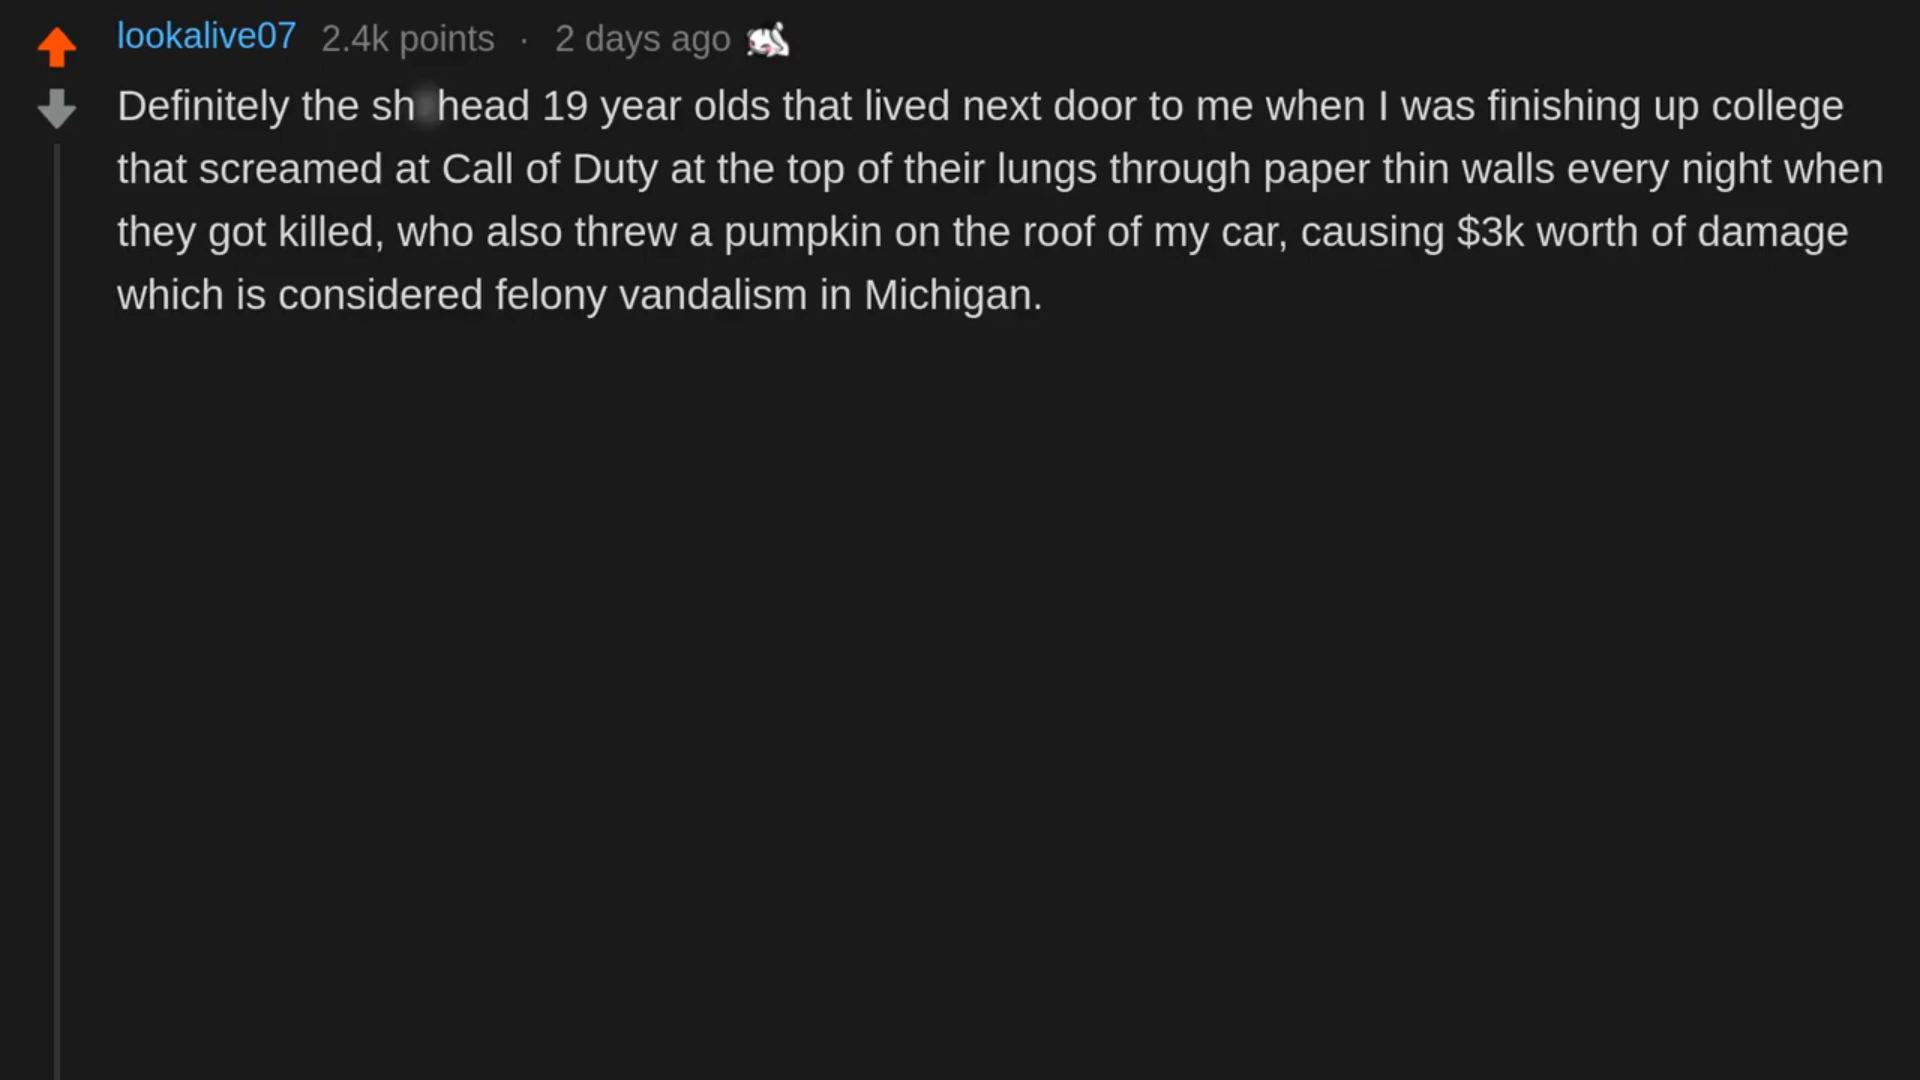 lookalive07 2.4k points · 2 days ago
Definitely the sh head 19 year olds that lived next door to me when I was finishing up college
that screamed at Call of Duty at the top of their lungs through paper thin walls every night when
they got killed, who also threw a pumpkin on the roof of my car, causing $3k worth of damage
which is considered felony vandalism in Michigan.